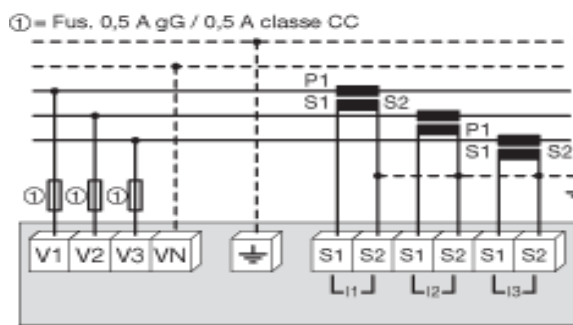 ① = Fus. 0,5 A gG / 0,5 A classe CC
P1
S1 S2
P1
S1 S2
① ① ①
V1 V2 V3 VN S1 S2 S1 S2 S1 S2
I1 I2 I3